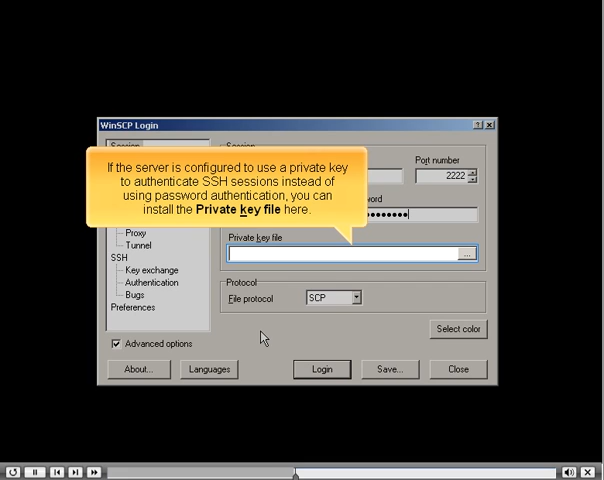 WinSCP Login
Session
Session
If the server is configured to use a private key
to authenticate SSH sessions instead of
using password authentication, you can
install the Private key file here.
Port number
2222
Proxy
Tunnel
SSH
Key exchange
Authentication
Bugs
Preferences
Private key file
...
Protocol
File protocol
SCP
Select color
Advanced options
About...
Languages
Login
Save...
Close